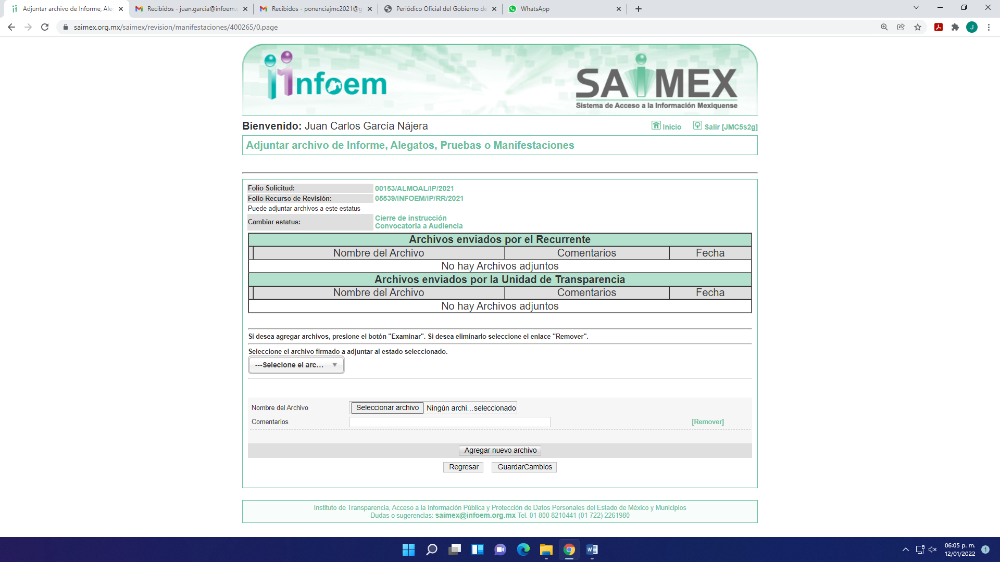 Adjuntar archivo de Informe, Ale
Recibidos - juan.garcia@infoem.c
Recibidos - ponenciajmc2021@g
Periódico Oficial del Gobierno de
WhatsApp
saimex.org.mx/saimex/revision/manifestaciones/400265/0.page
J
infoem
SAIMEX
Sistema de Acceso a la Información Mexiquense
Bienvenido: Juan Carlos García Nájera
Inicio
Salir [JMC5s2g]
Adjuntar archivo de Informe, Alegatos, Pruebas o Manifestaciones
Folio Solicitud: 00153/ALMOAL/IP/2021
Folio Recurso de Revisión: 05539/INFOEM/IP/RR/2021
Puede adjuntar archivos a este estatus
Cambiar estatus: Cierre de instrucción
Convocatoria a Audiencia
Archivos enviados por el Recurrente
Nombre del Archivo Comentarios Fecha
No hay Archivos adjuntos
Archivos enviados por la Unidad de Transparencia
Nombre del Archivo Comentarios Fecha
No hay Archivos adjuntos
Si desea agregar archivos, presione el botón "Examinar". Si desea eliminarlo seleccione el enlace "Remover".
Seleccione el archivo firmado a adjuntar al estado seleccionado.
---Selecione el arc...
Nombre del Archivo Seleccionar archivo Ningún archi...seleccionado
Comentarios [Remover]
Agregar nuevo archivo
Regresar GuardarCambios
Instituto de Transparencia, Acceso a la Información Pública y Protección de Datos Personales del Estado de México y Municipios
Dudas o sugerencias: saimex@infoem.org.mx Tel. 01 800 8210441 (01 722) 2261980
06:05 p. m.
12/01/2022
1